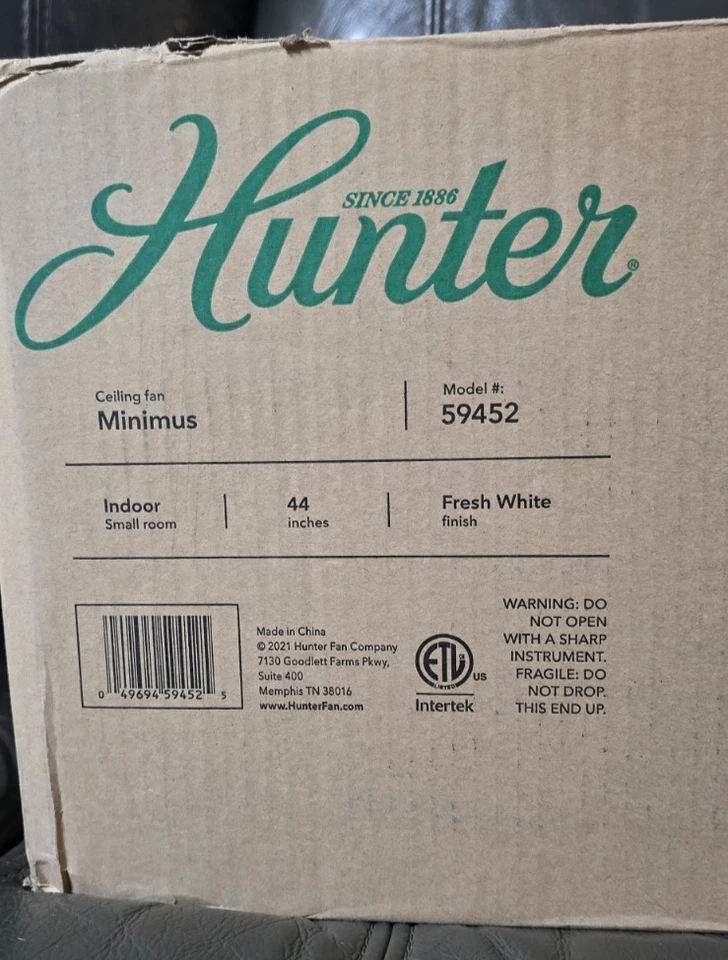 Hunter®
SINCE 1886
Ceiling fan
Minimus
Model #:
59452
Indoor
Small room
44
inches
Fresh White
finish
0 49694 59452 5
Made in China
© 2021 Hunter Fan Company
7130 Goodlett Farms Pkwy,
Suite 400
Memphis TN 38016
www.HunterFan.com
ETL
US
Intertek
WARNING: DO
NOT OPEN
WITH A SHARP
INSTRUMENT.
FRAGILE: DO
NOT DROP.
THIS END UP.